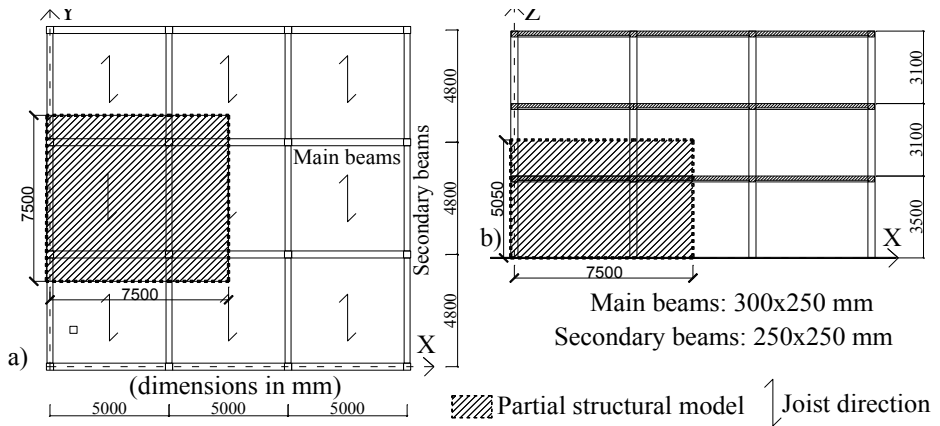 Y
4800
4800
4800
Main beams
Secondary beams
7500
7500
a)
X
(dimensions in mm)
5000
5000
5000
Z
3100
3100
3500
5050
b)
X
7500
Main beams: 300x250 mm
Secondary beams: 250x250 mm
Partial structural model
Joist direction